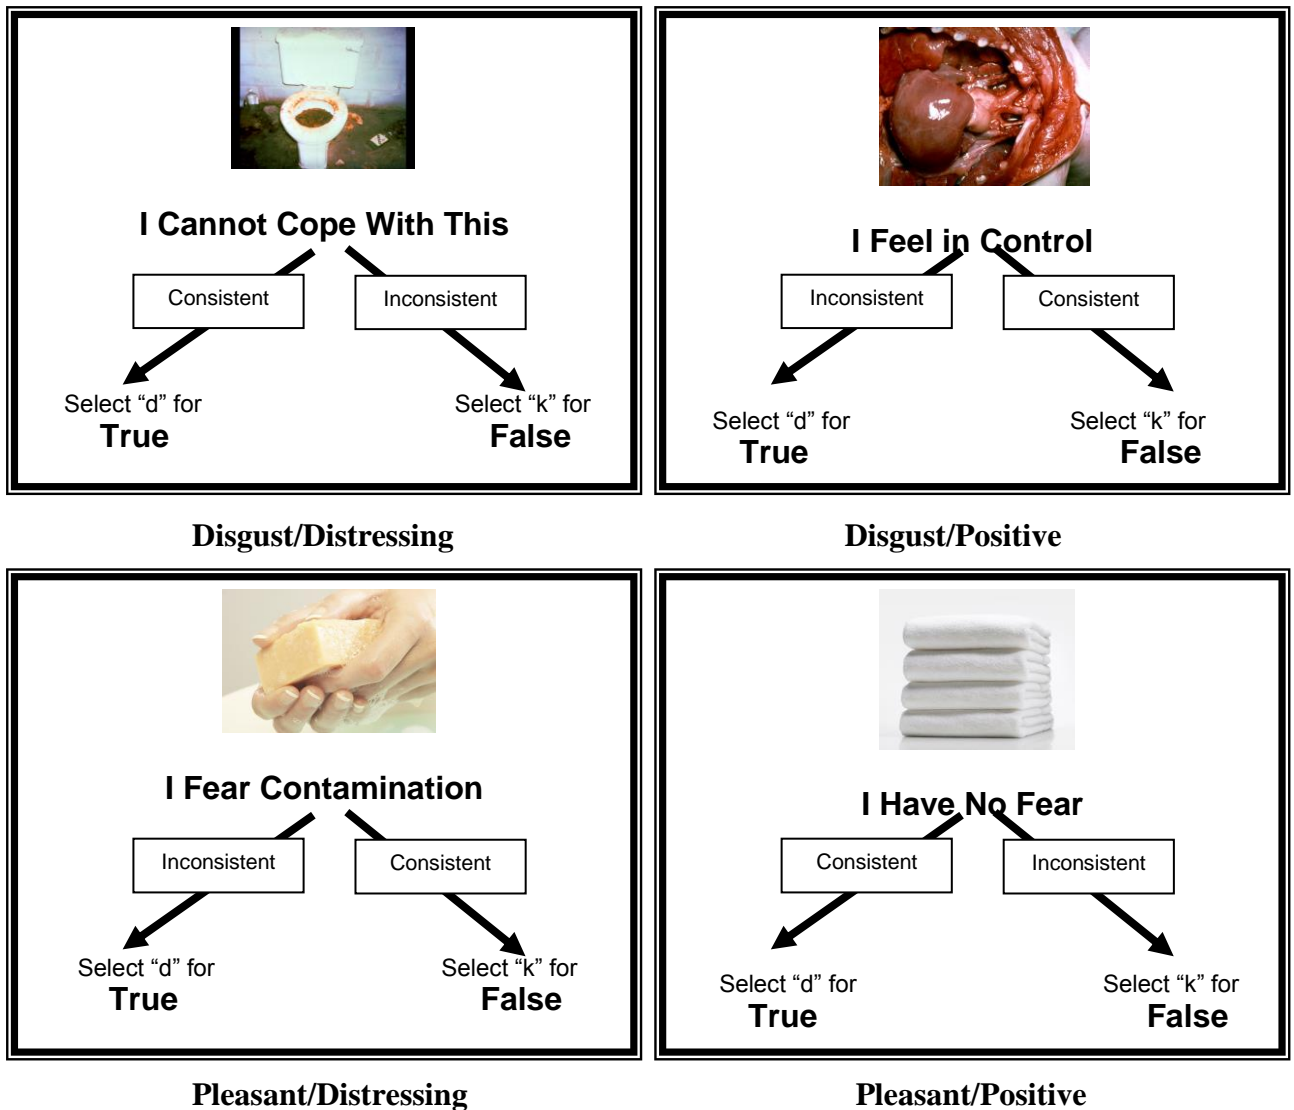 I Cannot Cope With This
Consistent
Inconsistent
Select “d” for
True
Select “k” for
False
Disgust/Distressing
I Feel in Control
Inconsistent
Consistent
Select “d” for
True
Select “k” for
False
Disgust/Positive
I Fear Contamination
Inconsistent
Consistent
Select “d” for
True
Select “k” for
False
Pleasant/Distressing
I Have No Fear
Consistent
Inconsistent
Select “d” for
True
Select “k” for
False
Pleasant/Positive